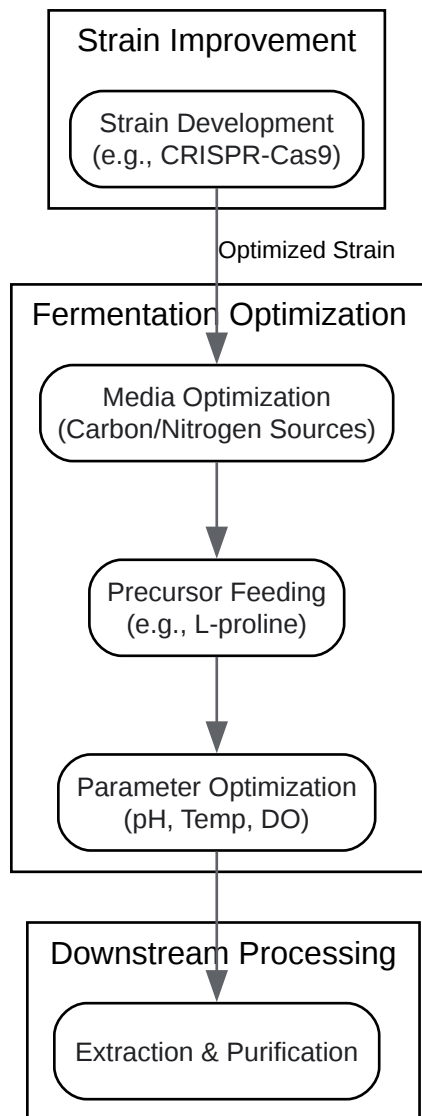 Strain Improvement
Strain Development
(e.g., CRISPR-Cas9)
Optimized Strain
Fermentation Optimization
Media Optimization
(Carbon/Nitrogen Sources)
Precursor Feeding
(e.g., L-proline)
Parameter Optimization
(pH, Temp, DO)
Downstream Processing
Extraction & Purification